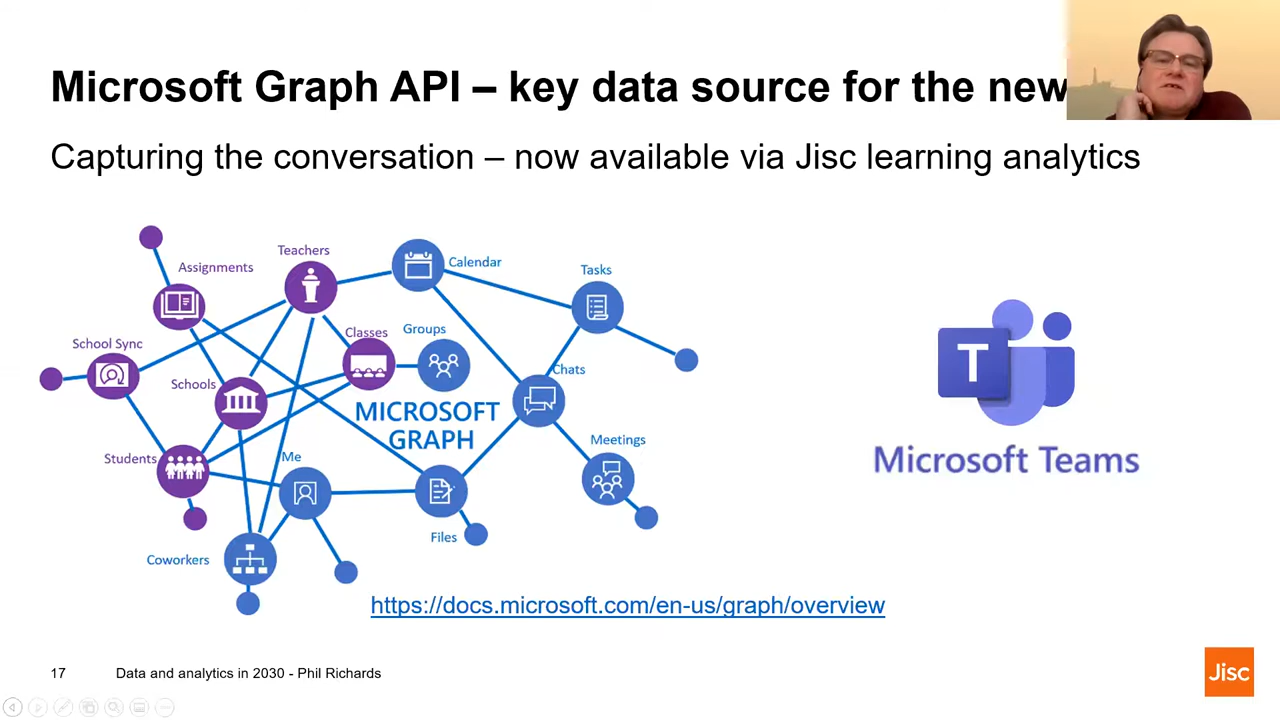 Microsoft Graph API – key data source for the new
Capturing the conversation – now available via Jisc learning analytics
Teachers
Calendar
Assignments
Tasks
Classes
Groups
School Sync
Schools
Chats
MICROSOFT
GRAPH
Students
Me
Meetings
Files
Coworkers
T
Microsoft Teams
https://docs.microsoft.com/en-us/graph/overview
17
Data and analytics in 2030 - Phil Richards
Jisc